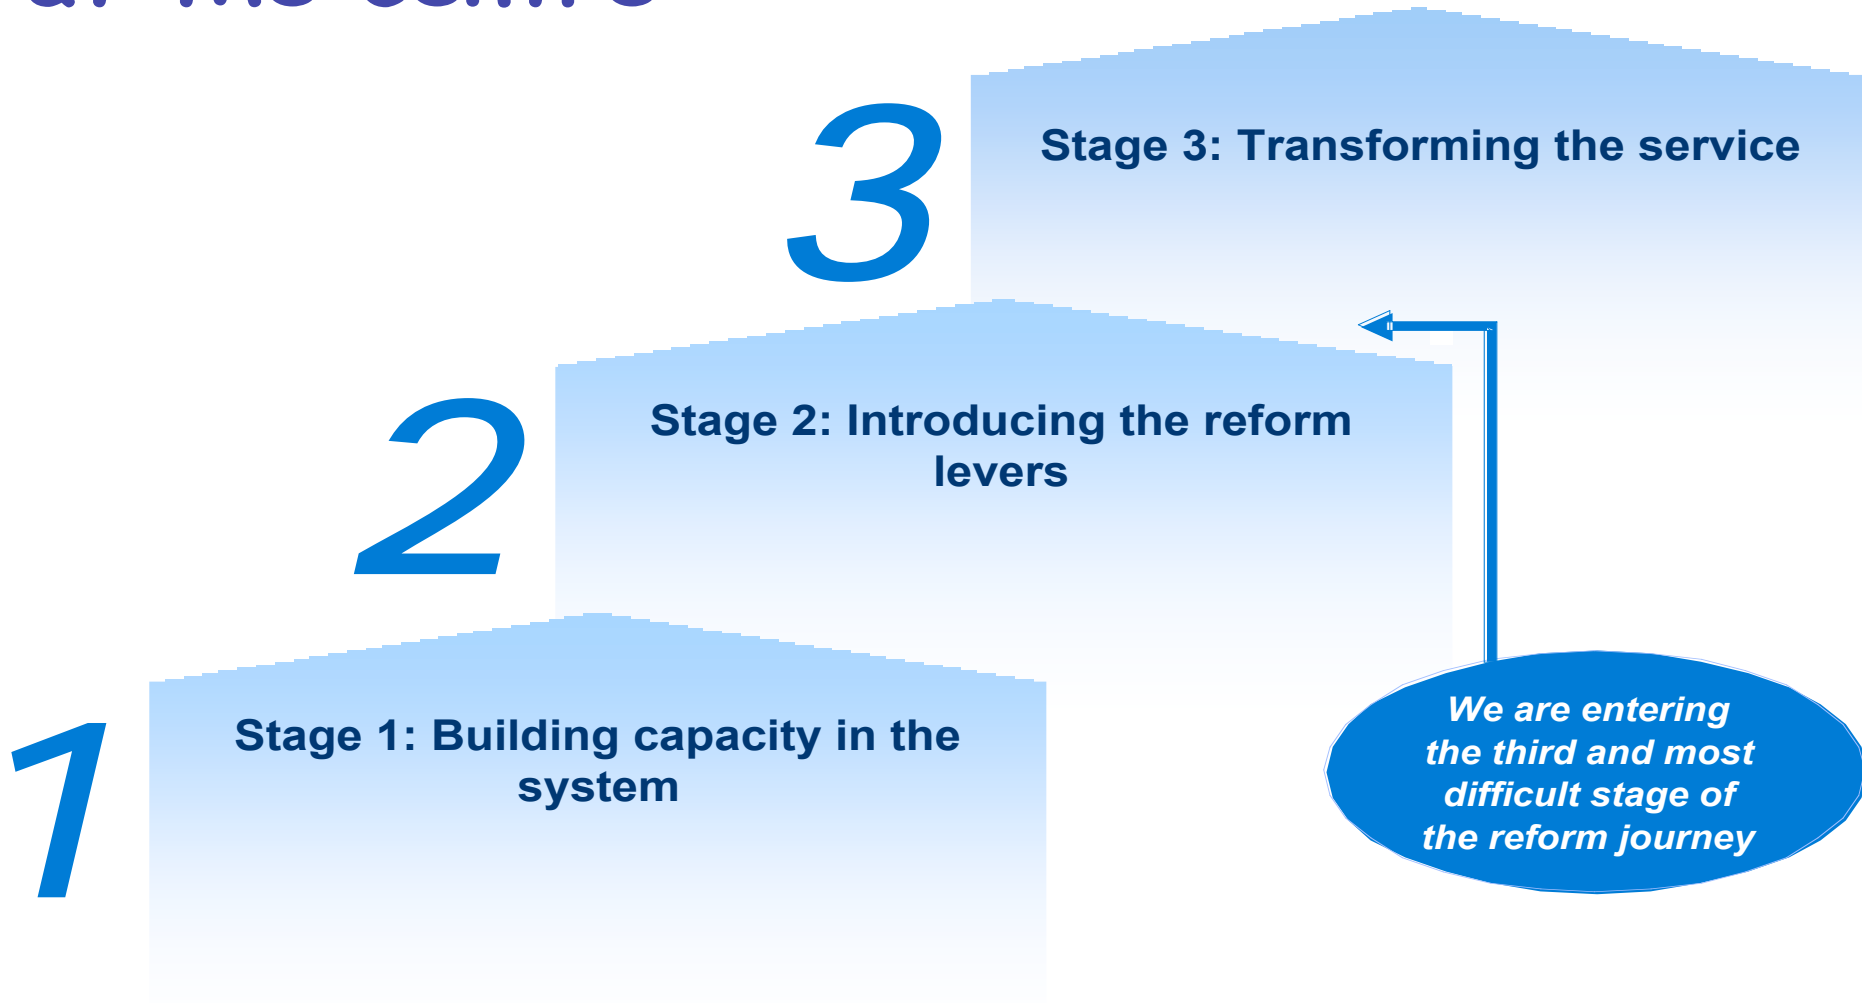 3
Stage 3: Transforming the service
2
Stage 2: Introducing the reform
levers
1
Stage 1: Building capacity in the
system
We are entering
the third and most
difficult stage of
the reform journey